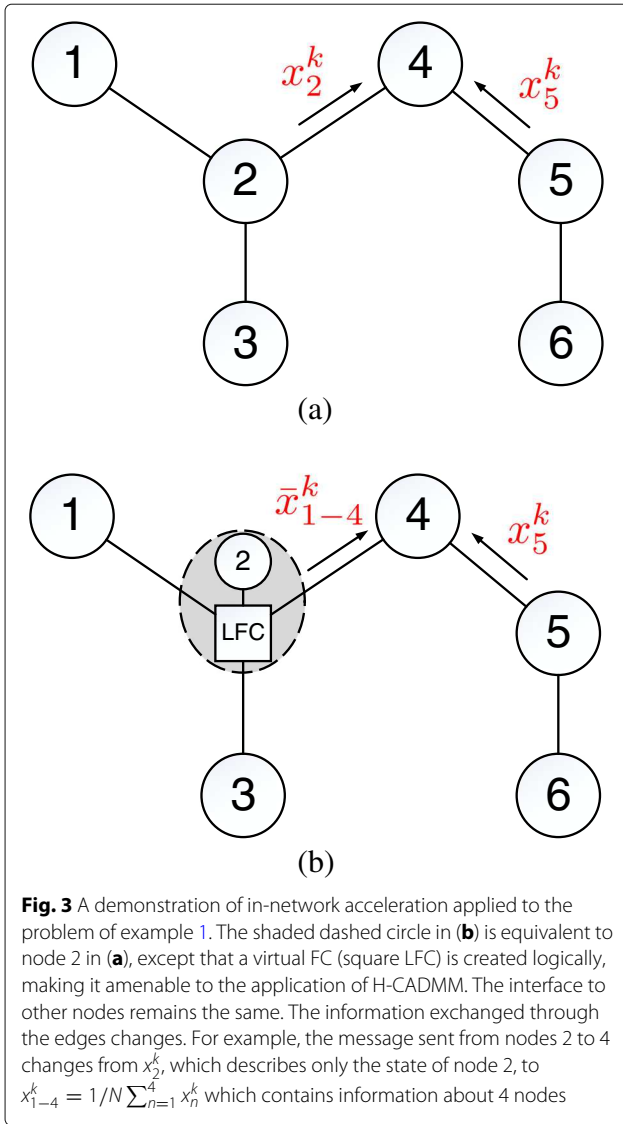 1
4
x_2^k
x_5^k
2
5
3
6
(a)
1
x̄_{1−4}^k
4
x_5^k
2
LFC
5
3
6
(b)
Fig. 3 A demonstration of in-network acceleration applied to the
problem of example 1. The shaded dashed circle in (b) is equivalent to
node 2 in (a), except that a virtual FC (square LFC) is created logically,
making it amenable to the application of H-CADMM. The interface to
other nodes remains the same. The information exchanged through
the edges changes. For example, the message sent from nodes 2 to 4
changes from x_2^k, which describes only the state of node 2, to
x_{1−4}^k = 1/N ∑_{n=1}^4 x_n^k which contains information about 4 nodes